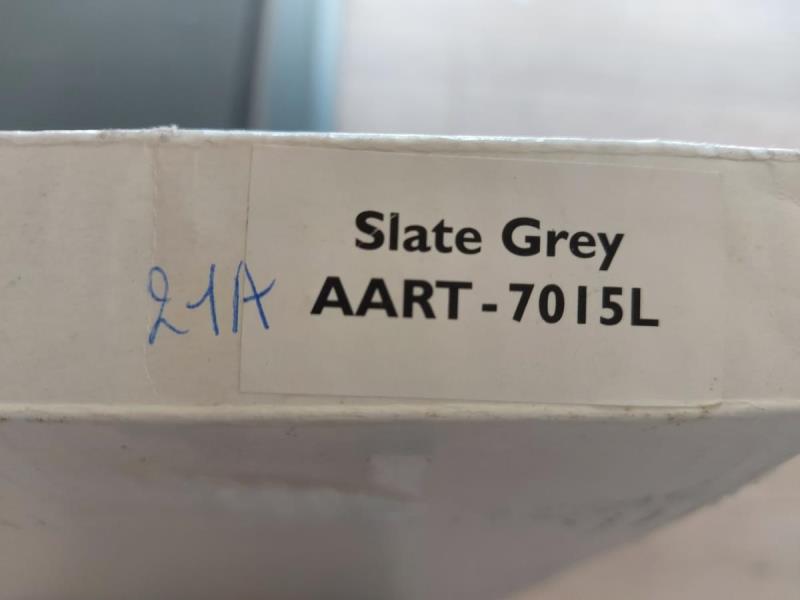 Slate Grey
21A AART - 7015L